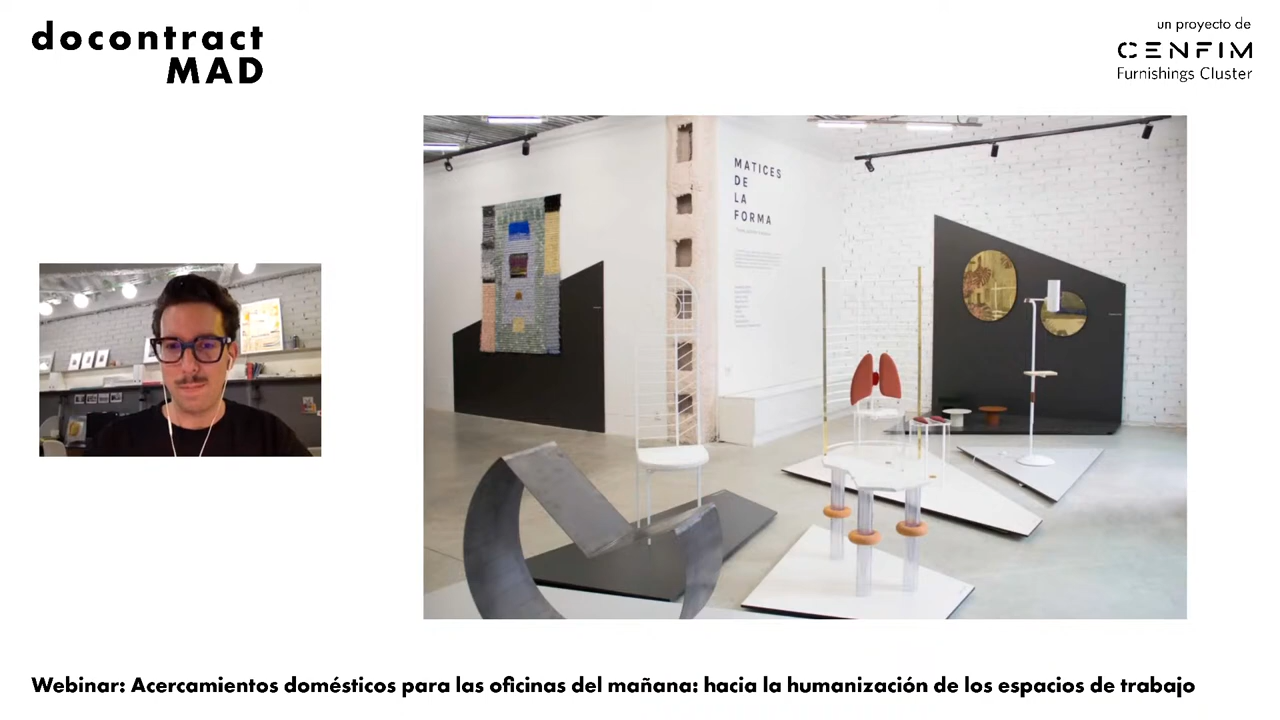 docontract
MAD
un proyecto de
CENFIM
Furnishings Cluster
MATICES
DE
LA
FORMA
Webinar: Acercamientos domésticos para las oficinas del mañana: hacia la humanización de los espacios de trabajo